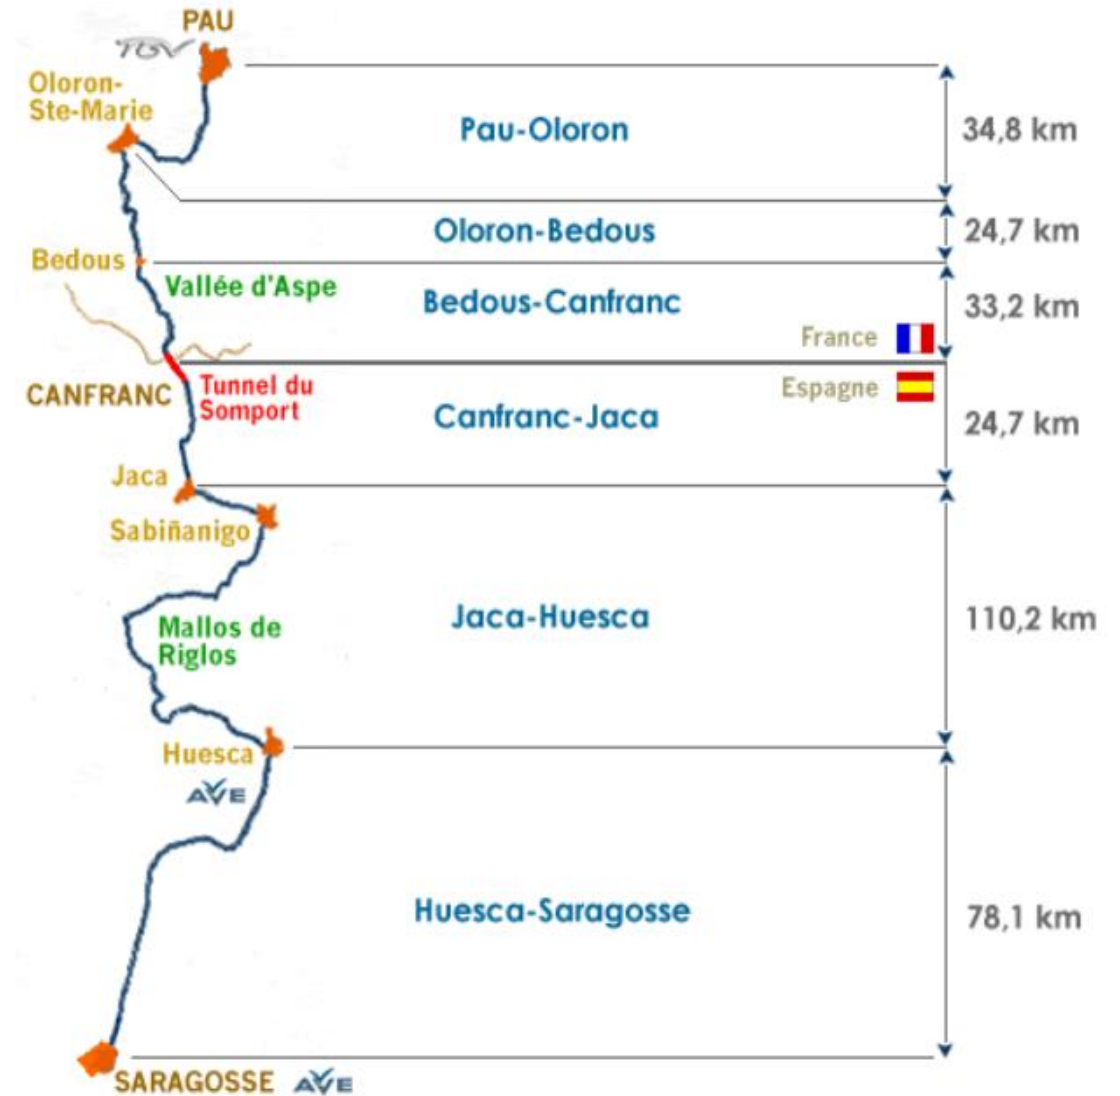 PAU
TGV
Oloron-
Ste-Marie
Pau-Oloron
34,8 km
Oloron-Bedous
24,7 km
Bedous
Vallée d'Aspe
Bedous-Canfranc
33,2 km
France
CANFRANC
Tunnel du
Somport
Espagne
Canfranc-Jaca
24,7 km
Jaca
Sabiñanigo
Mallos de
Riglos
Jaca-Huesca
110,2 km
Huesca
AVE
Huesca-Saragosse
78,1 km
SARAGOSSE AVE